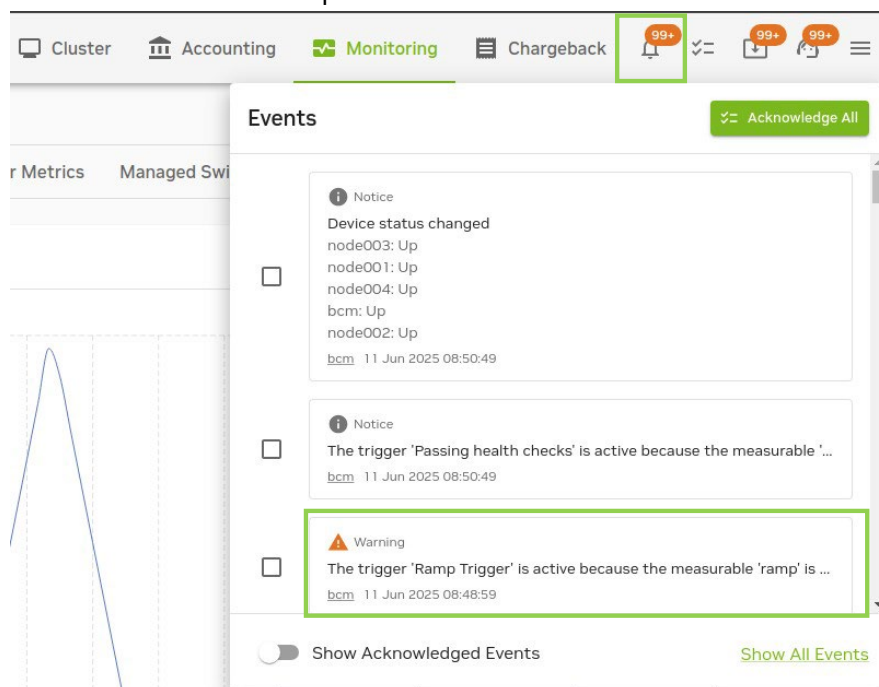 Cluster Accounting Monitoring Chargeback 99+ 99+ 99+
Events Acknowledge All
r Metrics Managed Swi
Notice
Device status changed
node003: Up
node001: Up
node004: Up
bcm: Up
node002: Up
bcm 11 Jun 2025 08:50:49
Notice
The trigger 'Passing health checks' is active because the measurable '...
bcm 11 Jun 2025 08:50:49
Warning
The trigger 'Ramp Trigger' is active because the measurable 'ramp' is ...
bcm 11 Jun 2025 08:48:59
Show Acknowledged Events Show All Events